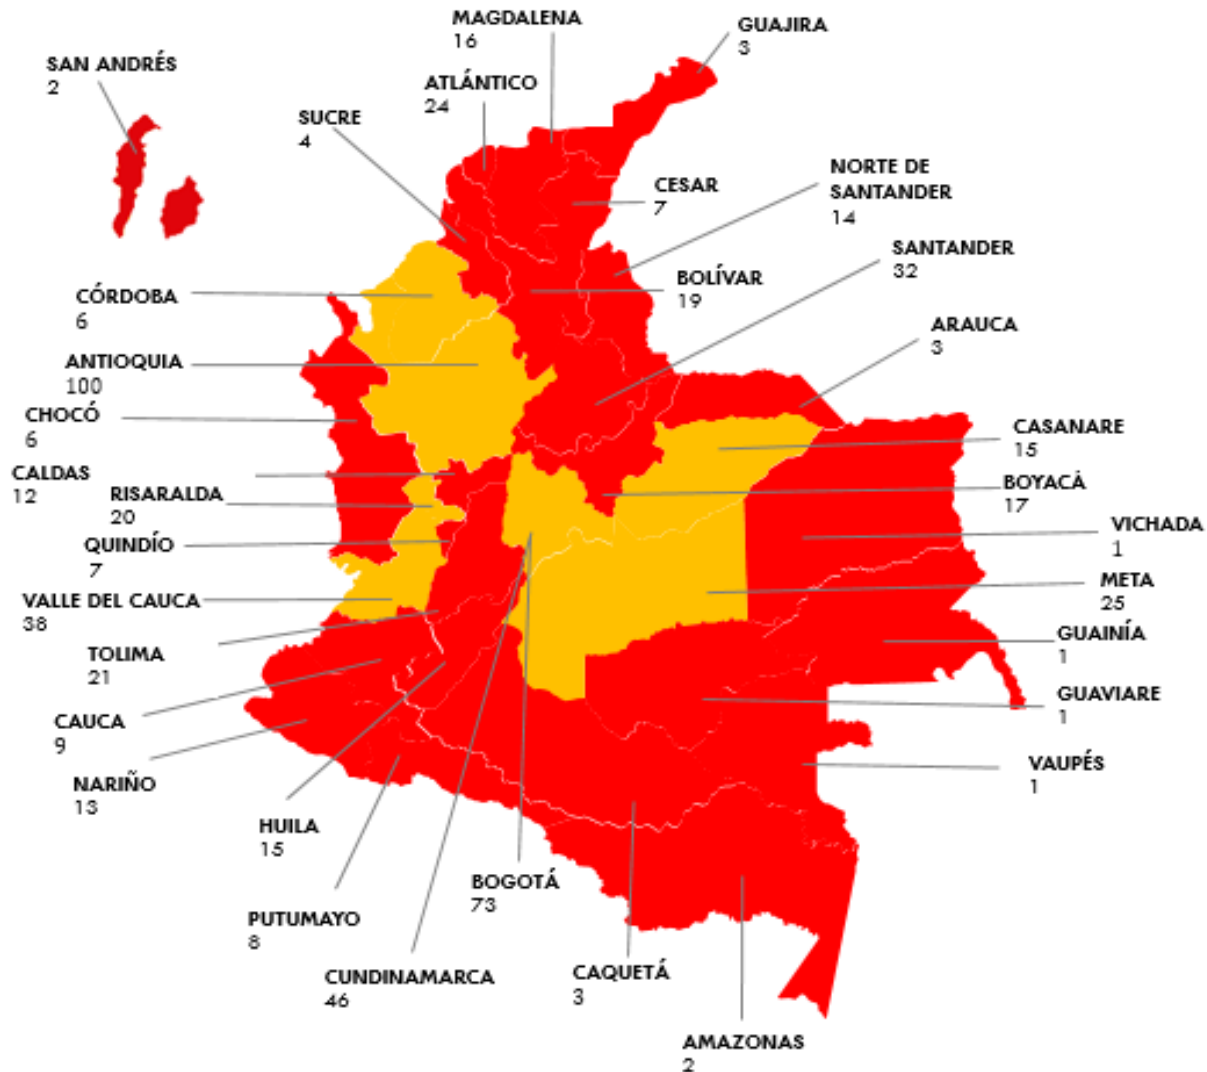 MAGDALENA
16
GUAJIRA
3
SAN ANDRÉS
2
ATLÁNTICO
24
SUCRE
4
NORTE DE
SANTANDER
14
CESAR
7
SANTANDER
32
BOLÍVAR
19
CÓRDOBA
6
ARAUCA
3
ANTIOQUIA
100
CHOCÓ
6
CASANARE
15
CALDAS
12
RISARALDA
20
BOYACÁ
17
QUINDÍO
7
VICHADA
1
META
25
VALLE DEL CAUCA
38
GUAINÍA
1
TOLIMA
21
GUAVIARE
1
CAUCA
9
VAUPÉS
1
NARIÑO
13
HUILA
15
BOGOTÁ
73
PUTUMAYO
8
CUNDINAMARCA
46
CAQUETÁ
3
AMAZONAS
2